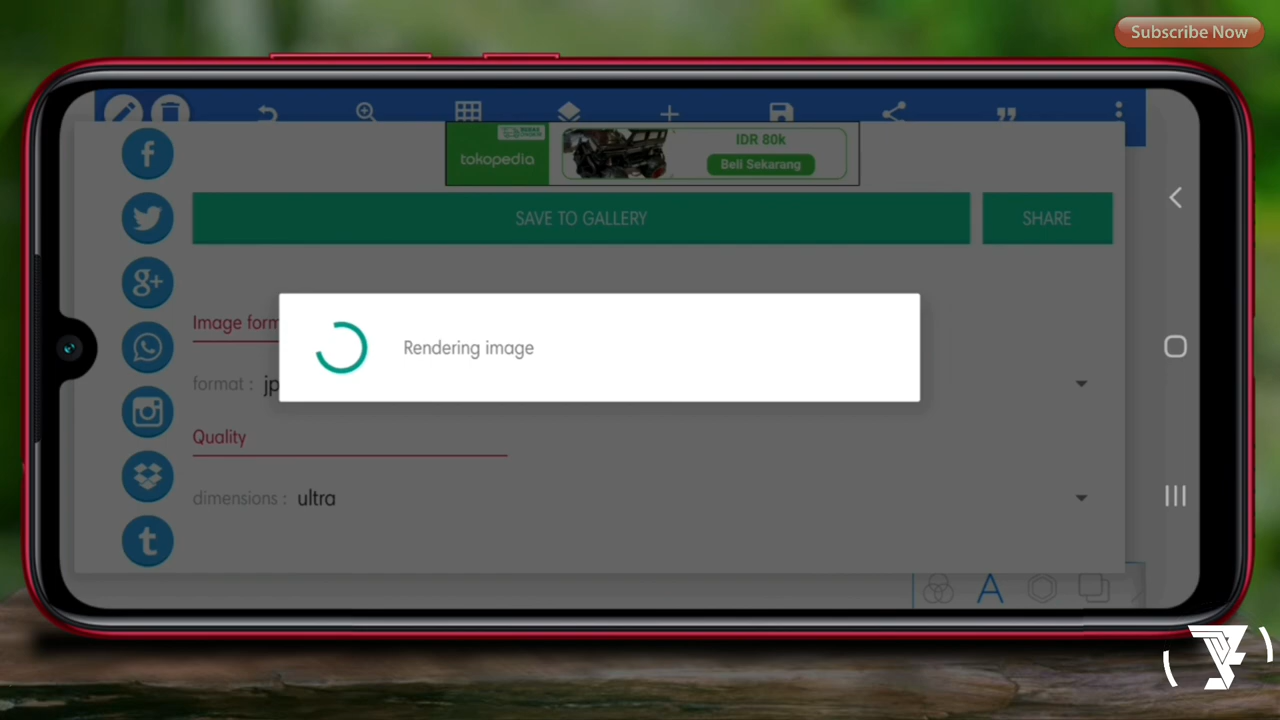 Subscribe Now
tokopedia
IDR 80k
Beli Sekarang
SAVE TO GALLERY
SHARE
Image form
Rendering image
format : jp
Quality
dimensions : ultra